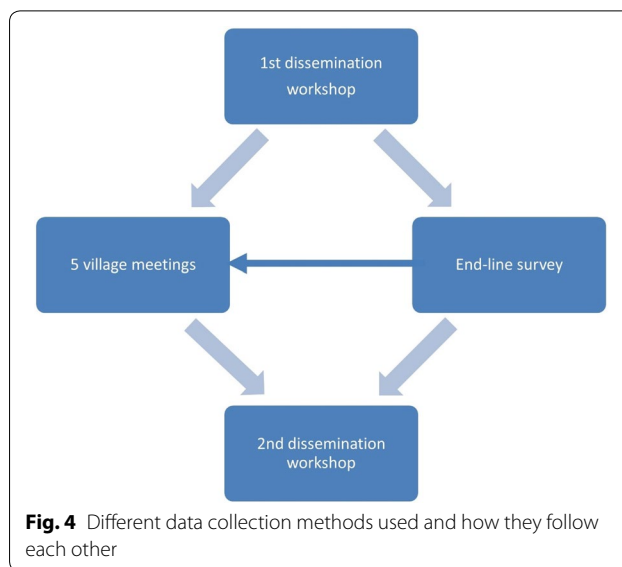 1st dissemination
workshop
5 village meetings
End-line survey
2nd dissemination
workshop
Fig. 4 Different data collection methods used and how they follow
each other